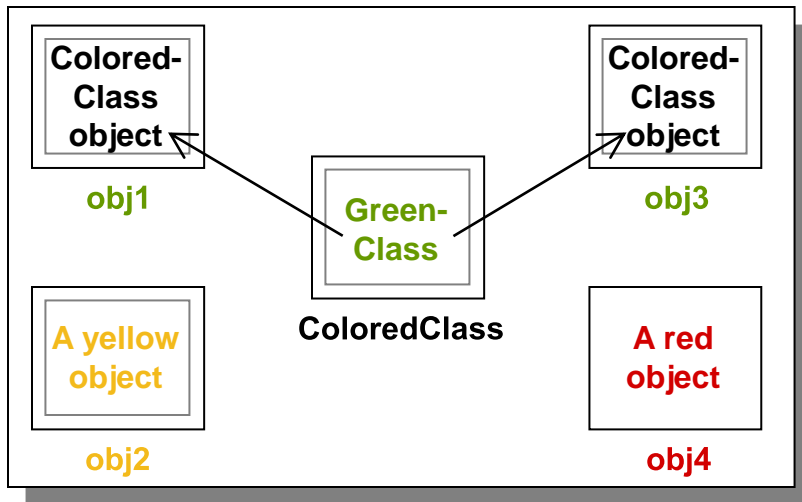 Colored-
Class
object
obj1
Colored-
Class
object
obj3
Green-
Class
ColoredClass
A yellow
object
obj2
A red
object
obj4